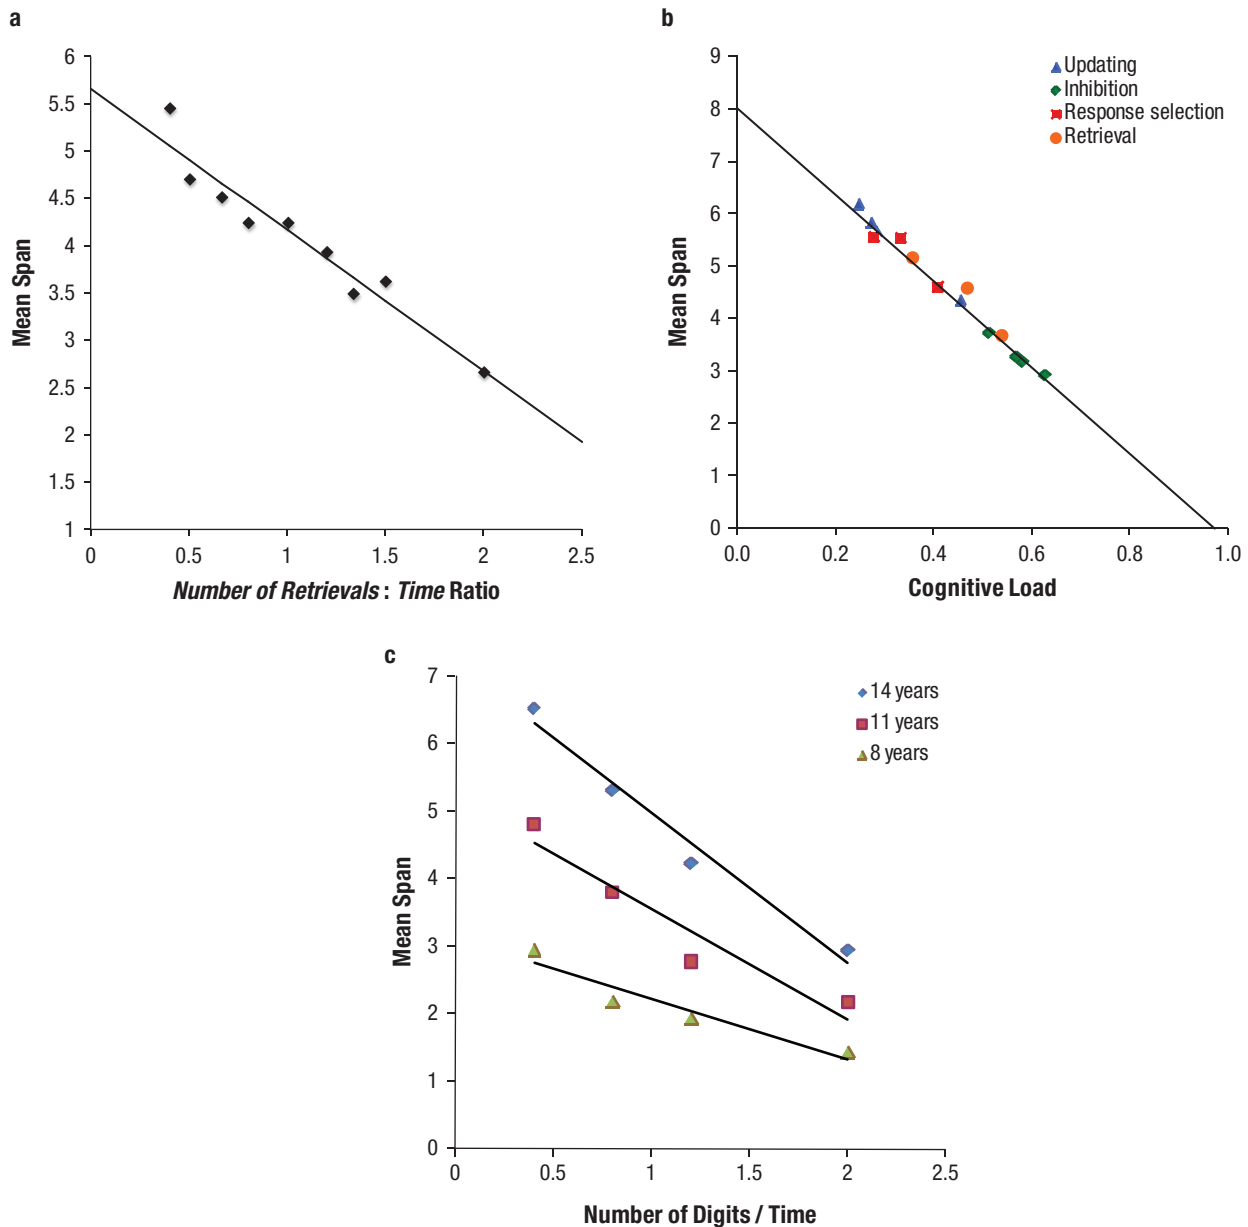 a
6
5.5
5
4.5
4
3.5
3
2.5
2
1.5
1
0 0.5 1 1.5 2 2.5
Mean Span
Number of Retrievals : Time Ratio
b
9
8
7
6
5
4
3
2
1
0
0.0 0.2 0.4 0.6 0.8 1.0
Mean Span
Cognitive Load
Updating
Inhibition
Response selection
Retrieval
c
7
6
5
4
3
2
1
0
0 0.5 1 1.5 2 2.5
Mean Span
Number of Digits / Time
14 years
11 years
8 years